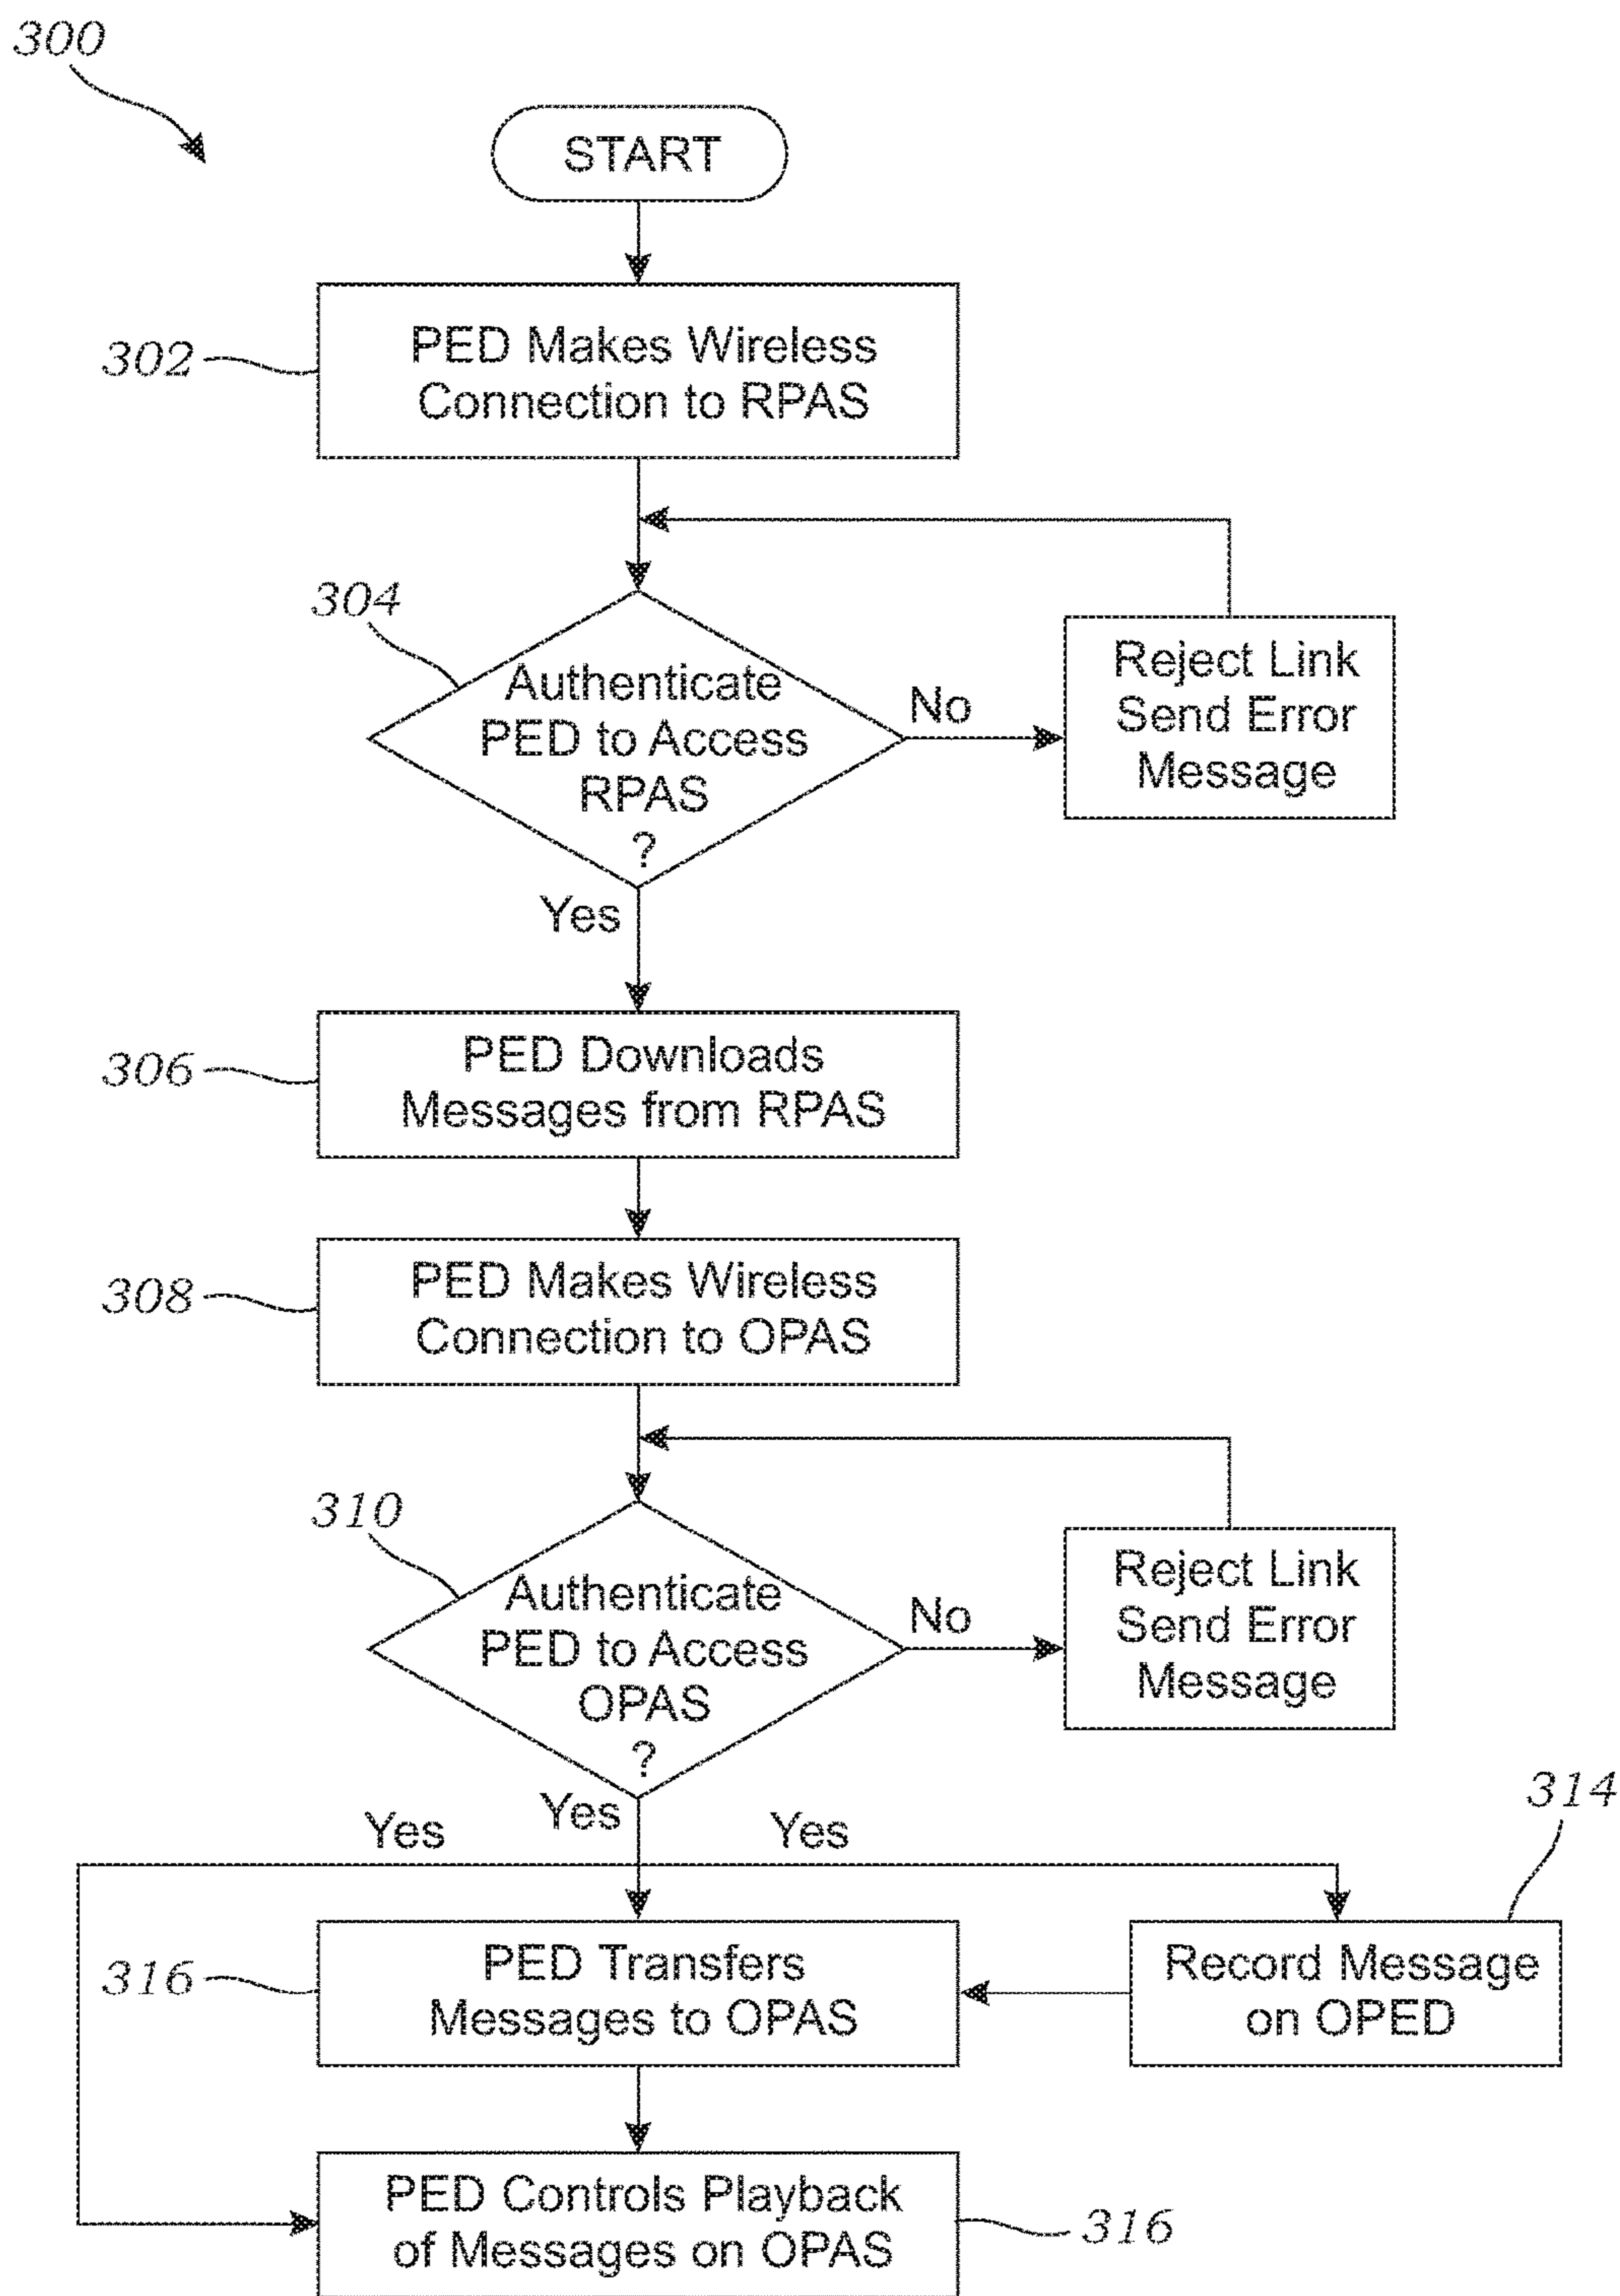 300
START
302
PED Makes Wireless
Connection to RPAS
304
Authenticate
PED to Access
RPAS
?
No
Reject Link
Send Error
Message
Yes
306
PED Downloads
Messages from RPAS
308
PED Makes Wireless
Connection to OPAS
310
Authenticate
PED to Access
OPAS
?
No
Reject Link
Send Error
Message
Yes
Yes
Yes
314
316
PED Transfers
Messages to OPAS
Record Message
on OPED
PED Controls Playback
of Messages on OPAS
316